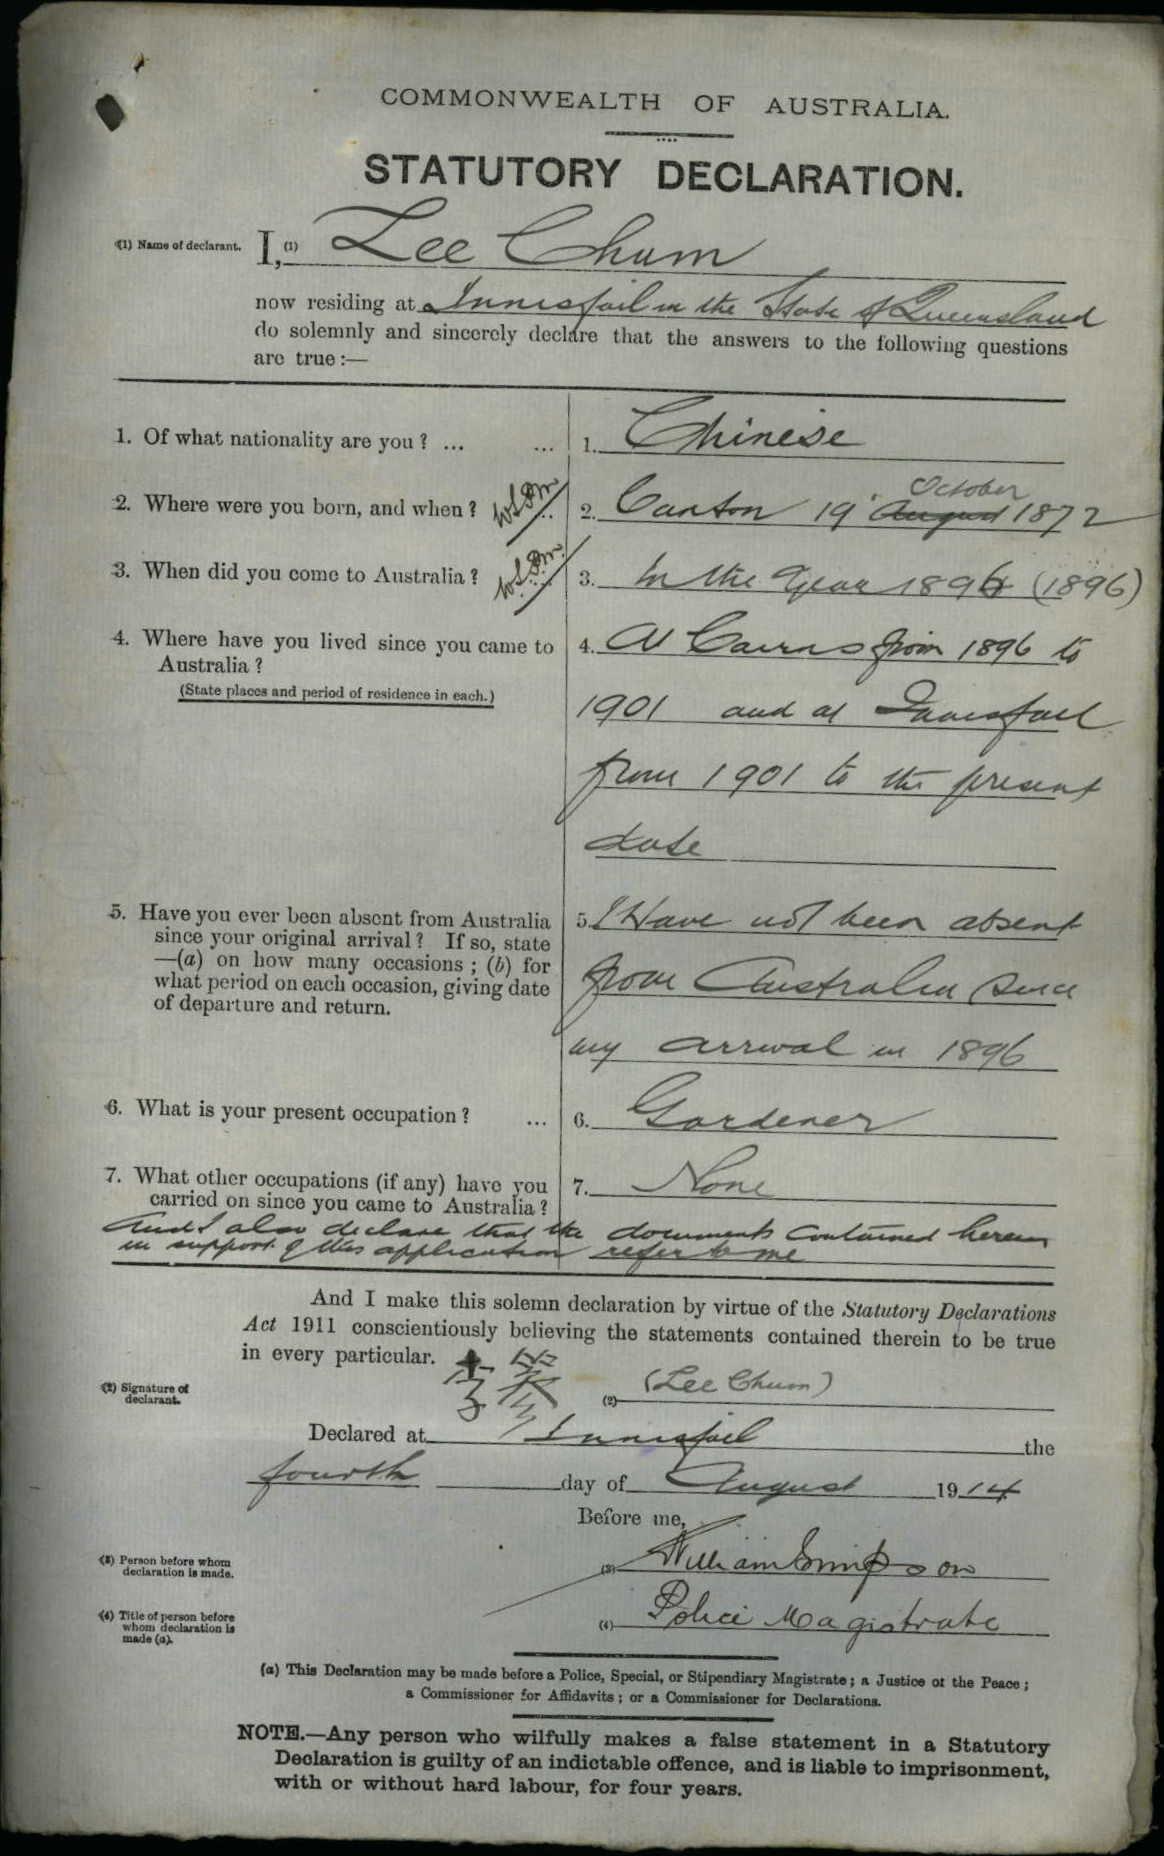 COMMONWEALTH OF AUSTRALIA.
STATUTORY DECLARATION.
(1) Name of declarant. I, (1) Lee Chum
now residing at Innisfail in the State of Queensland
do solemnly and sincerely declare that the answers to the following questions
are true :—
1. Of what nationality are you ? ... ... 1. Chinese
October
2. Where were you born, and when ? 2. Canton 19 August 1872
3. When did you come to Australia ? 3. In the Year 1896 (1896)
4. Where have you lived since you came to 4. At Cairns from 1896 to
Australia ?
(State places and period of residence in each.)
1901 and at Innisfail
from 1901 to the present
date
5. Have you ever been absent from Australia 5. I Have not been absent
since your original arrival ? If so, state
—(a) on how many occasions ; (b) for
what period on each occasion, giving date from Australia since
of departure and return.
my arrival in 1896
6. What is your present occupation ? ... 6. Gardener
7. What other occupations (if any) have you 7. None
carried on since you came to Australia ?
And I also declare that the documents contained herein
in support of this application refer to me
And I make this solemn declaration by virtue of the Statutory Declarations
Act 1911 conscientiously believing the statements contained therein to be true
in every particular.
(2) Signature of (2) (Lee Chum)
declarant.
Declared at Innisfail the
fourth day of August 1914
Before me,
(3) Person before whom (3) William Simpson
declaration is made.
(4) Title of person before (4) Police Magistrate
whom declaration is
made (a).
(a) This Declaration may be made before a Police, Special, or Stipendiary Magistrate ; a Justice of the Peace ;
a Commissioner for Affidavits ; or a Commissioner for Declarations.
NOTE.—Any person who wilfully makes a false statement in a Statutory
Declaration is guilty of an indictable offence, and is liable to imprisonment,
with or without hard labour, for four years.